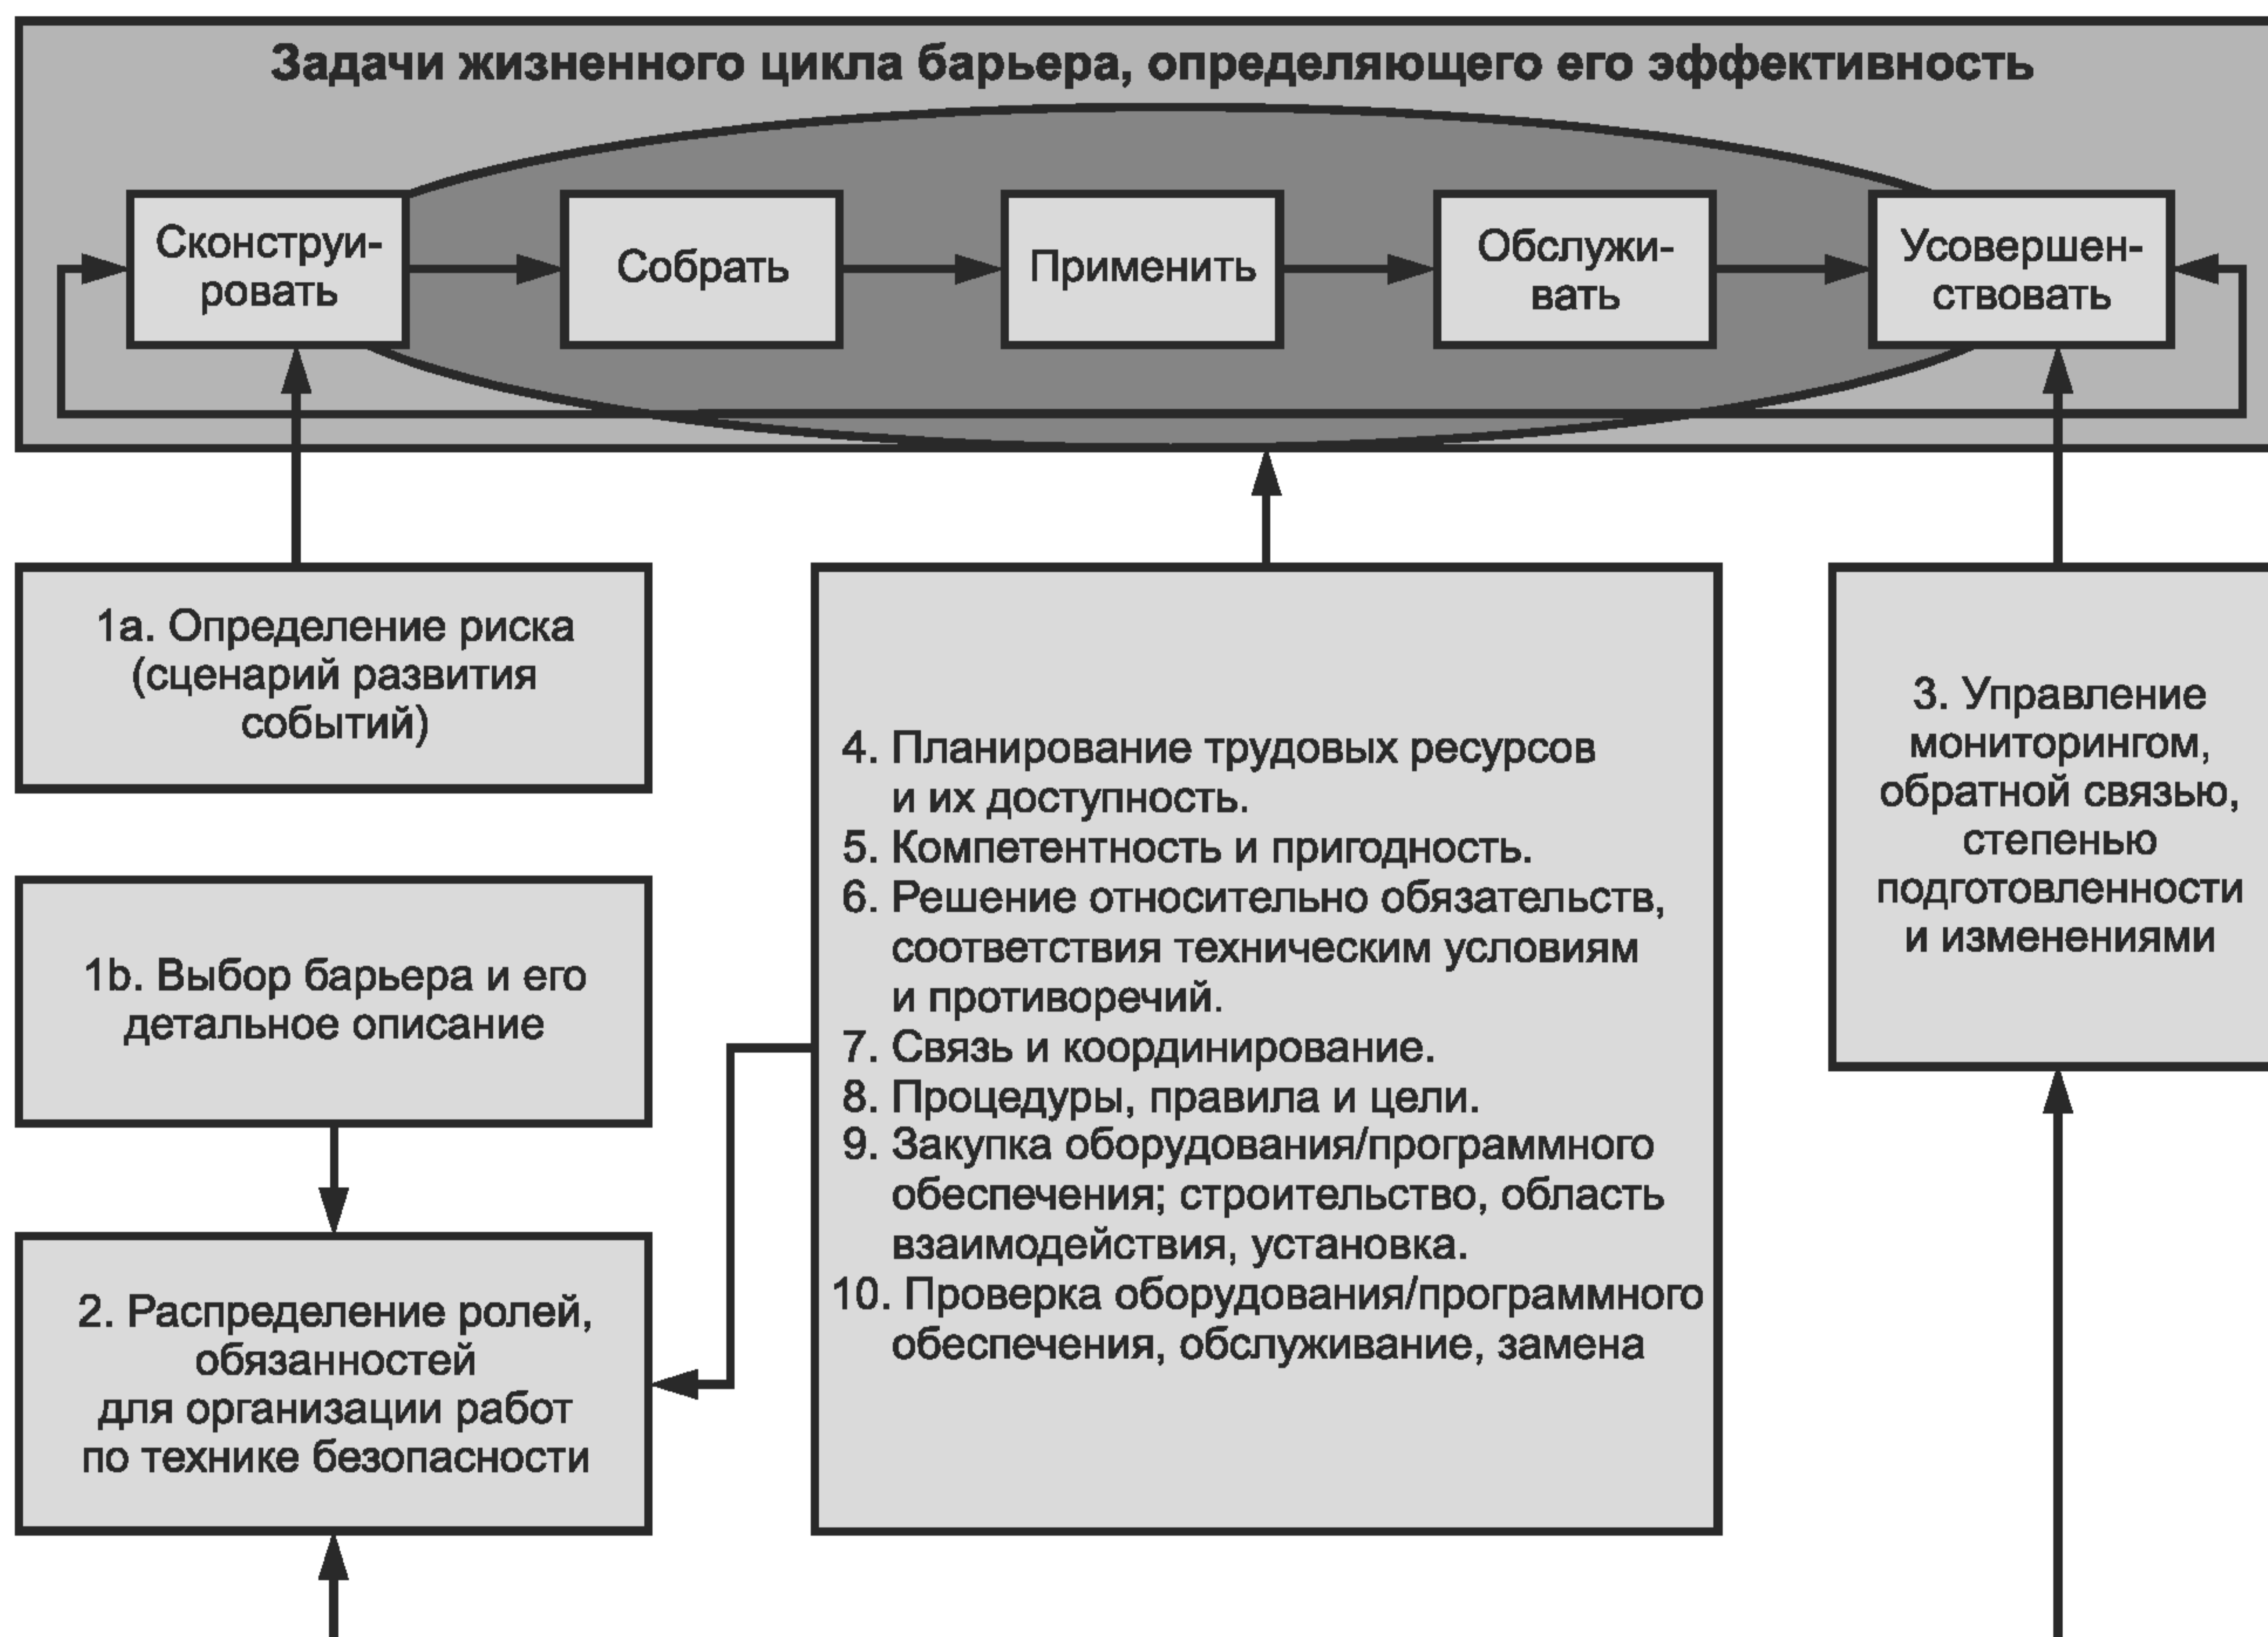 Задачи жизненного цикла барьера, определяющего его эффективность
Сконструи-
ровать
Собрать
Применить
Обслужи-
вать
Усовершен-
ствовать
1a. Определение риска
(сценарий развития
событий)
1b. Выбор барьера и его
детальное описание
2. Распределение ролей,
обязанностей
для организации работ
по технике безопасности
4. Планирование трудовых ресурсов
и их доступность.
5. Компетентность и пригодность.
6. Решение относительно обязательств,
соответствия техническим условиям
и противоречий.
7. Связь и координирование.
8. Процедуры, правила и цели.
9. Закупка оборудования/программного
обеспечения; строительство, область
взаимодействия, установка.
10. Проверка оборудования/программного
обеспечения, обслуживание, замена
3. Управление
мониторингом,
обратной связью,
степенью
подготовленности
и изменениями